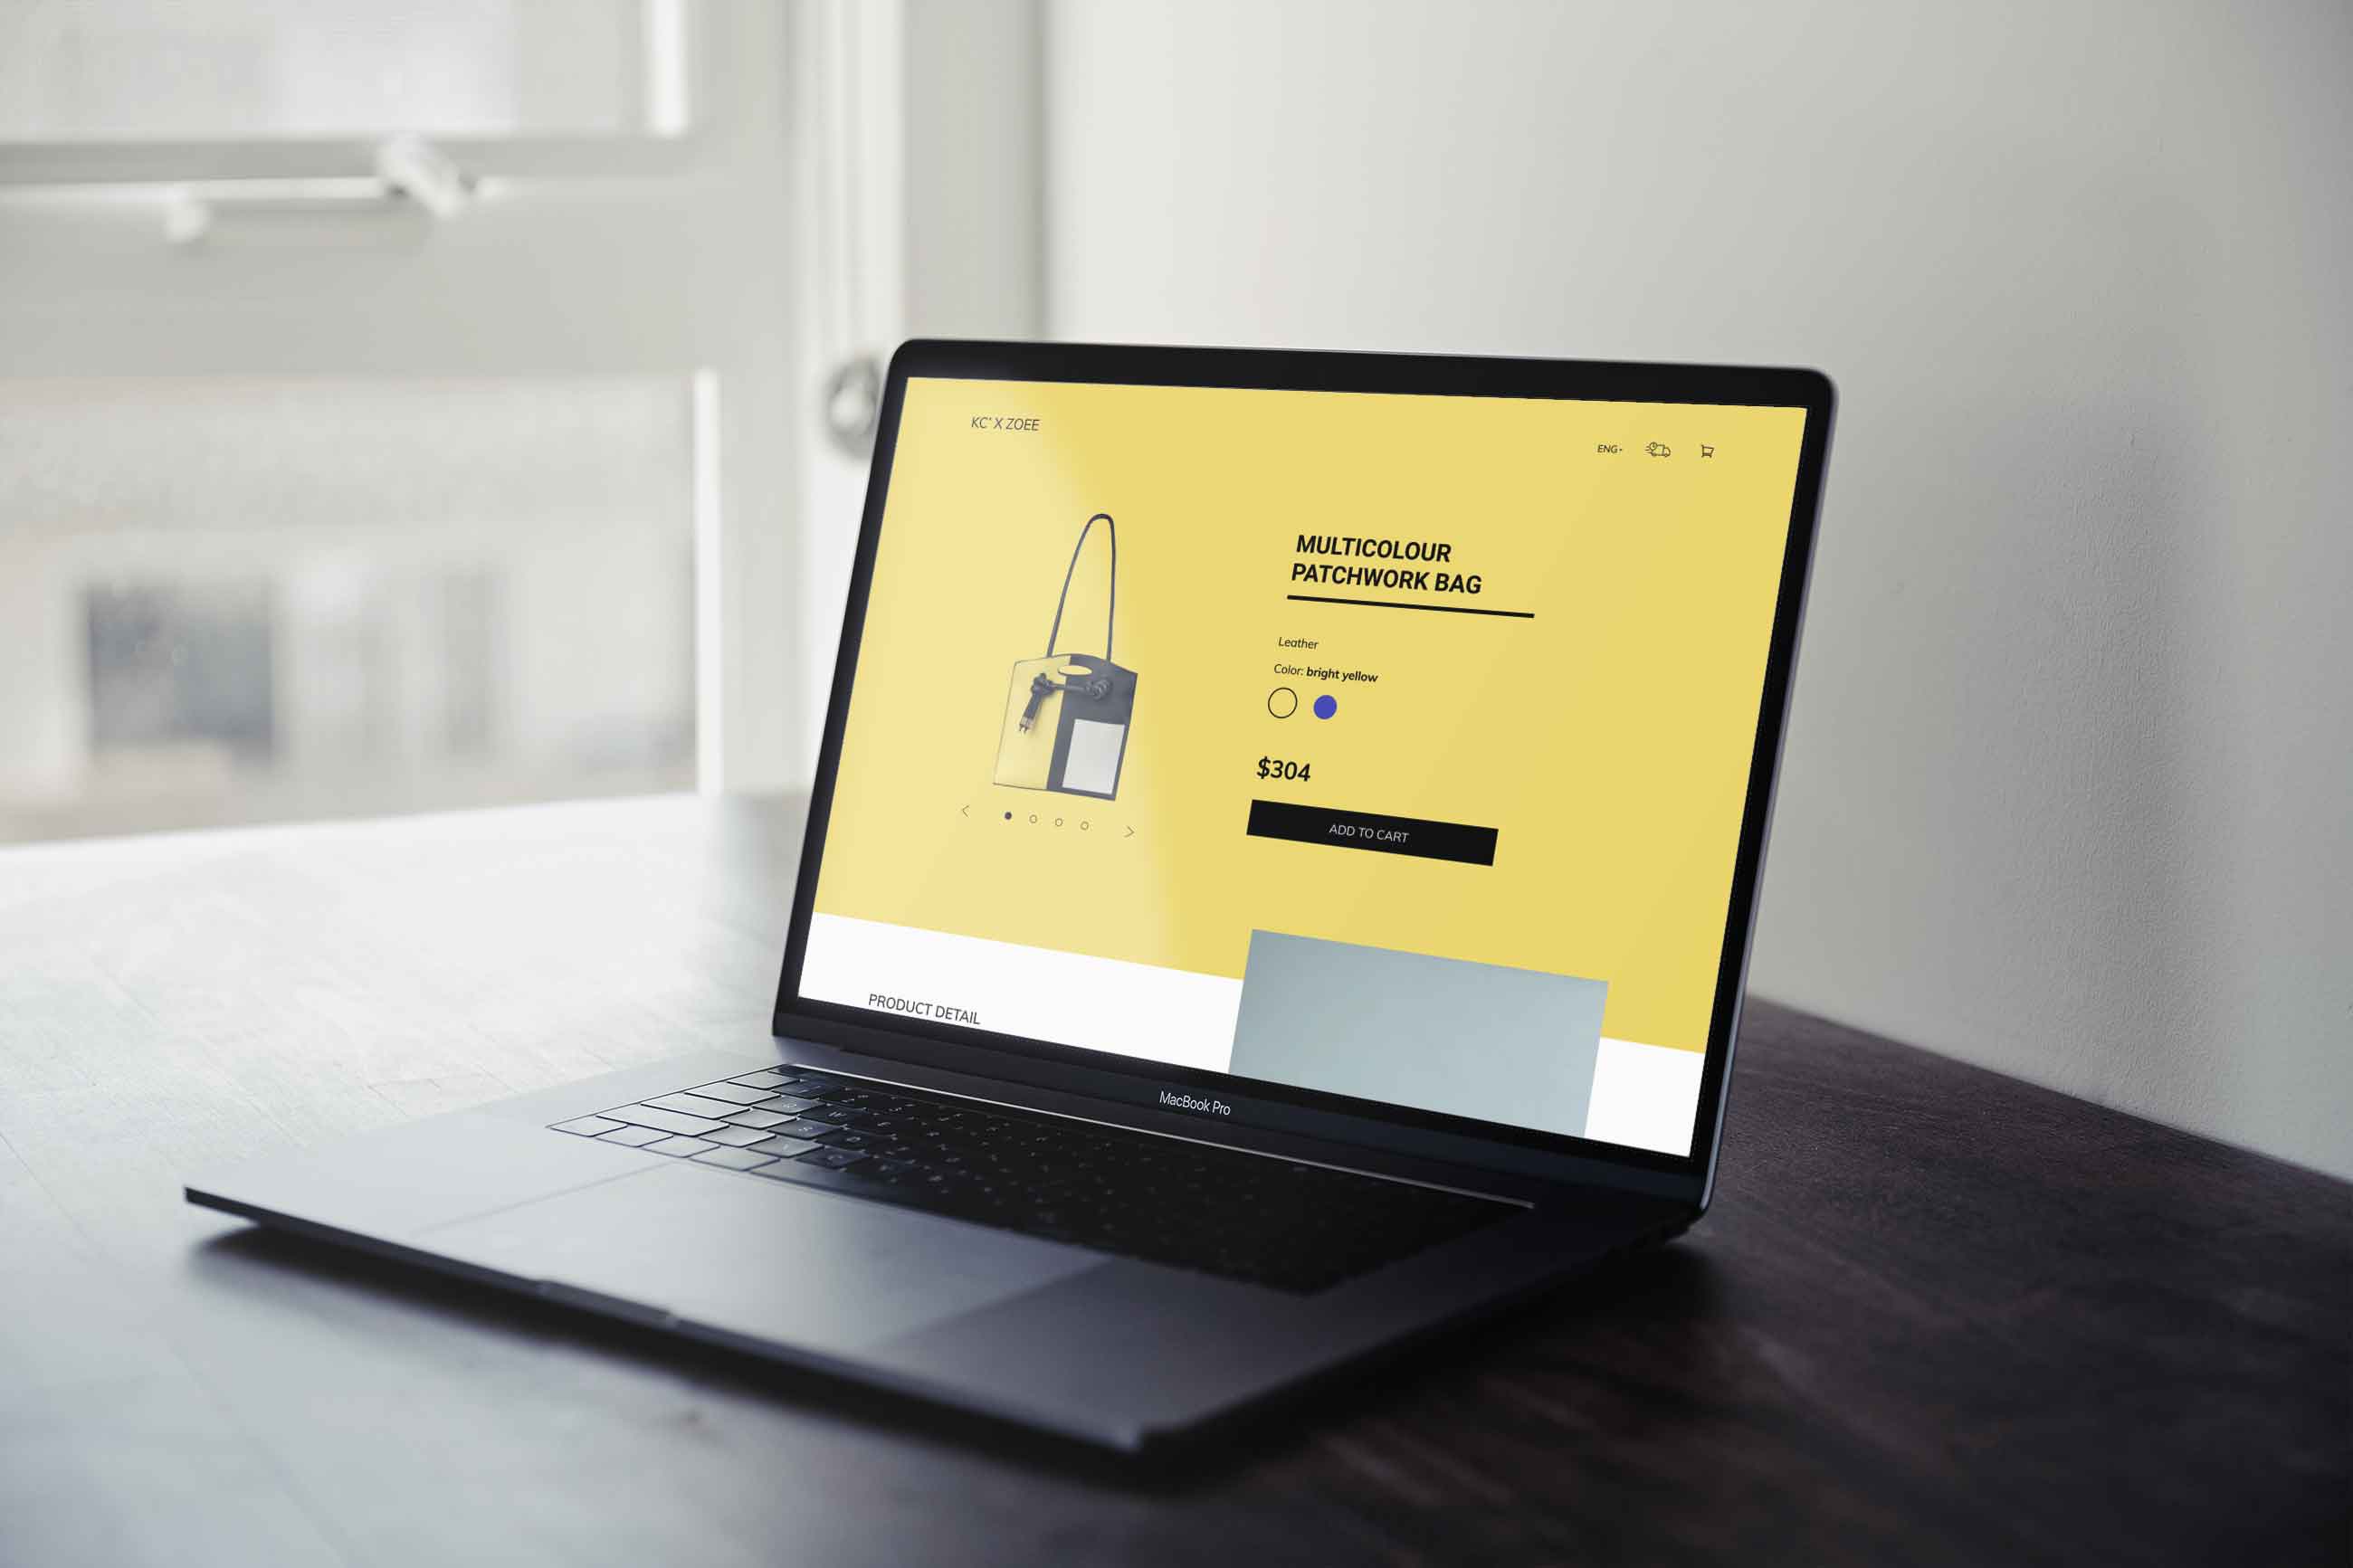 KC° X ZOEE
ENG
MULTICOLOUR
PATCHWORK BAG
Leather
Color: bright yellow
$304
ADD TO CART
PRODUCT DETAIL
MacBook Pro